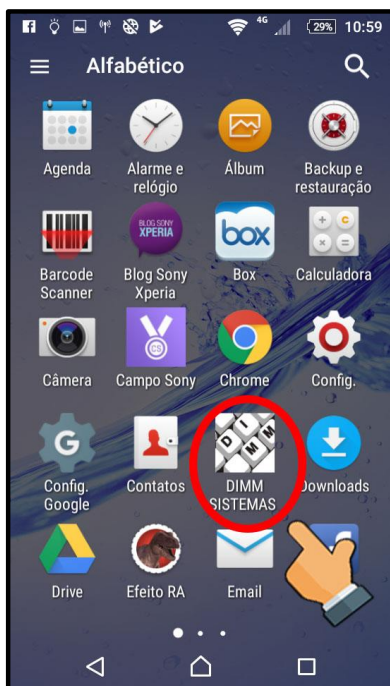 4G 29% 10:59
Alfabético
Agenda
Alarme e relógio
Álbum
Backup e restauração
BLOG SONY
XPERIA
box
Barcode Scanner
Blog Sony Xperia
Box
Calculadora
CS
Câmera
Campo Sony
Chrome
Config.
G
D I M M
Config. Google
Contatos
DIMM SISTEMAS
Downloads
Drive
Efeito RA
Email